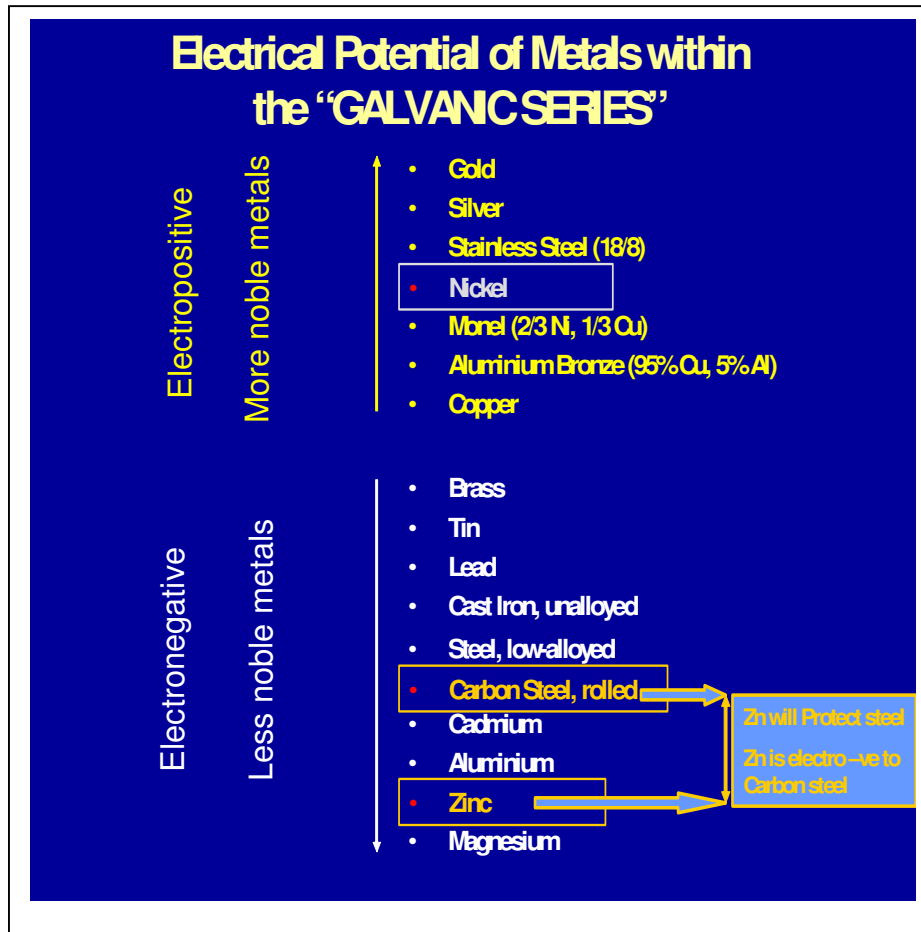 Electrical Potential of Metals within
the “GALVANIC SERIES”
Electropositive
More noble metals
• Gold
• Silver
• Stainless Steel (18/8)
• Nickel
• Monel (2/3 Ni, 1/3 Cu)
• Aluminium Bronze (95% Cu, 5% Al)
• Copper
Electronegative
Less noble metals
• Brass
• Tin
• Lead
• Cast Iron, unalloyed
• Steel, low-alloyed
• Carbon Steel, rolled
• Cadmium
• Aluminium
• Zinc
• Magnesium
Zn will Protect steel
Zn is electro –ve to
Carbon steel